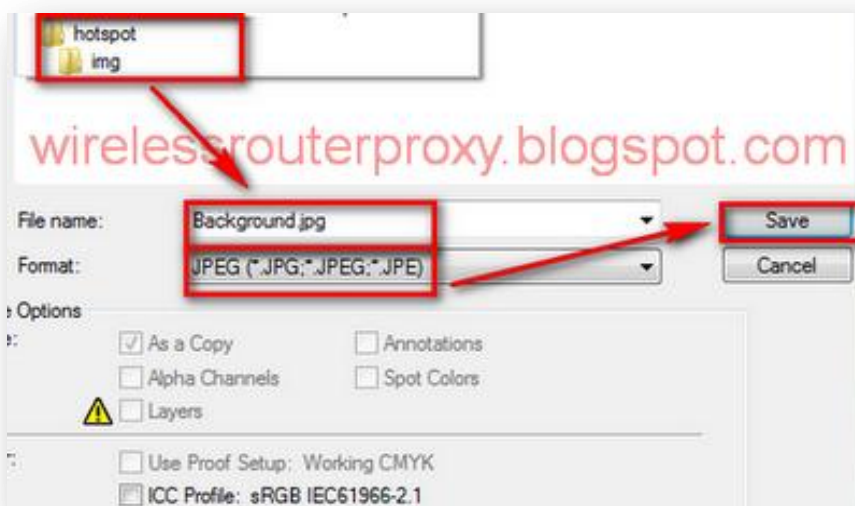 hotspot
img
wirelessrouterproxy.blogspot.com
File name: Background.jpg Save
Format: JPEG (*.JPG;*.JPEG;*.JPE) Cancel
Options
As a Copy Annotations
Alpha Channels Spot Colors
Layers
Use Proof Setup: Working CMYK
ICC Profile: sRGB IEC61966-2.1